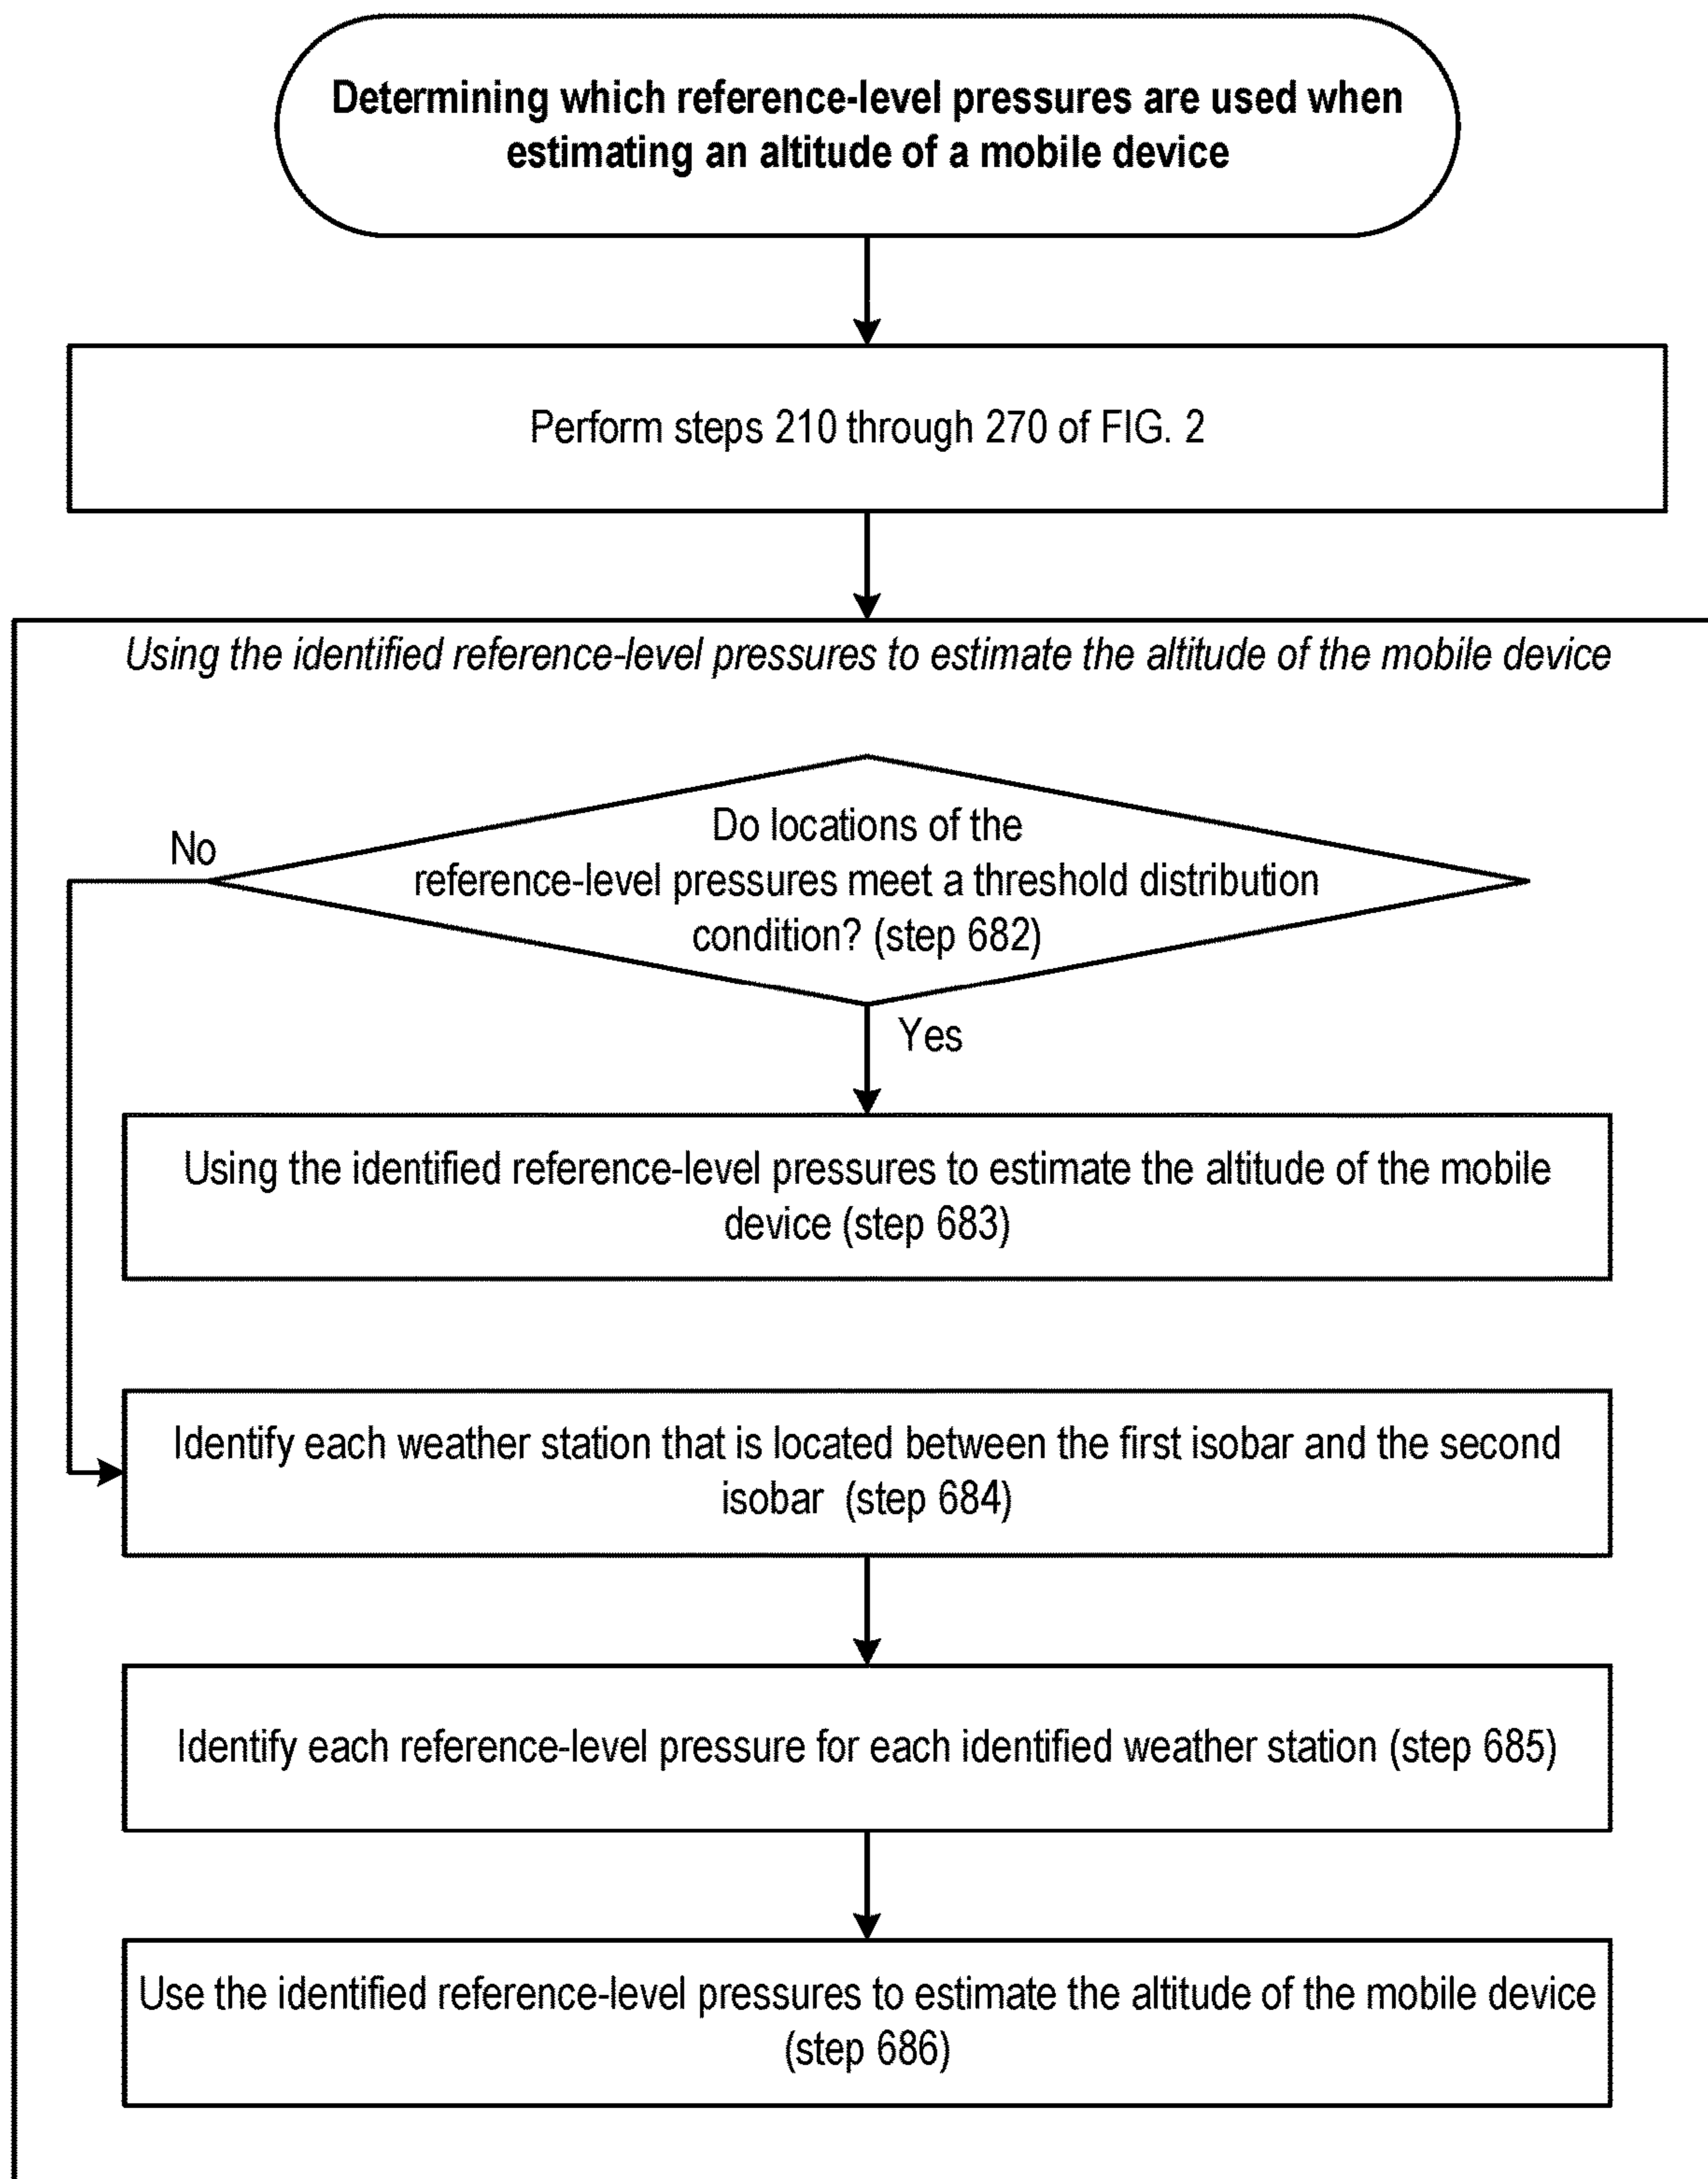 Determining which reference-level pressures are used when
estimating an altitude of a mobile device
Perform steps 210 through 270 of FIG. 2
Using the identified reference-level pressures to estimate the altitude of the mobile device
Do locations of the
reference-level pressures meet a threshold distribution
condition? (step 682)
No
Yes
Using the identified reference-level pressures to estimate the altitude of the mobile
device (step 683)
Identify each weather station that is located between the first isobar and the second
isobar (step 684)
Identify each reference-level pressure for each identified weather station (step 685)
Use the identified reference-level pressures to estimate the altitude of the mobile device
(step 686)